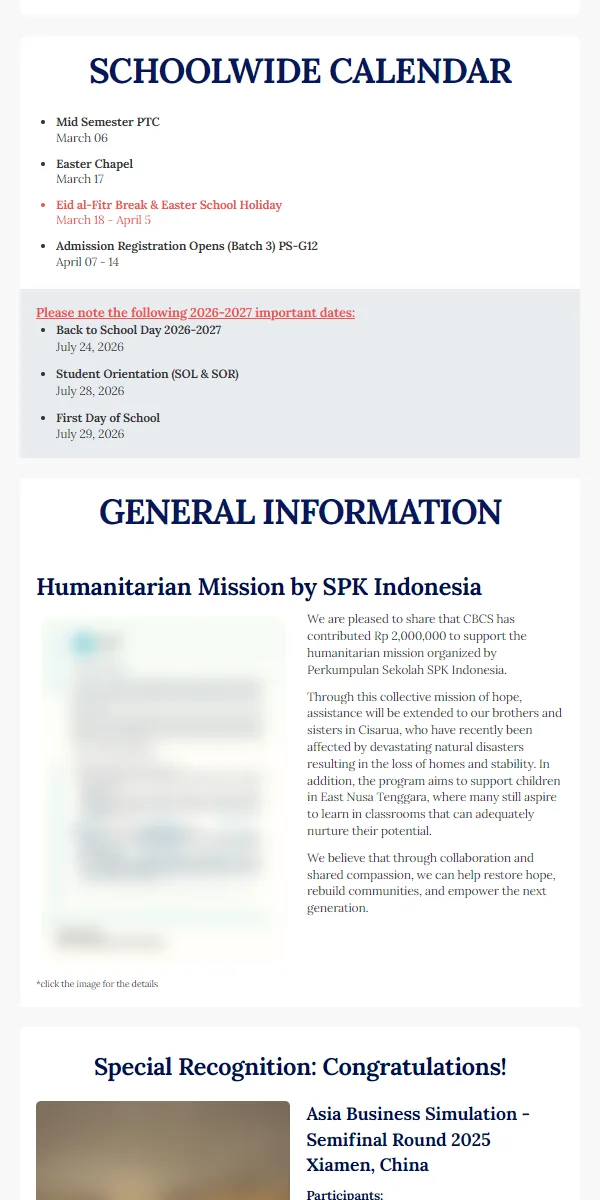 SCHOOLWIDE CALENDAR
• Mid Semester PTC
March 06
• Easter Chapel
March 17
• Eid al-Fitr Break & Easter School Holiday
March 18 - April 5
• Admission Registration Opens (Batch 3) PS-G12
April 07 - 14
Please note the following 2026-2027 important dates:
• Back to School Day 2026-2027
July 24, 2026
• Student Orientation (SOL & SOR)
July 28, 2026
• First Day of School
July 29, 2026
GENERAL INFORMATION
Humanitarian Mission by SPK Indonesia
We are pleased to share that CBCS has
contributed Rp 2,000,000 to support the
humanitarian mission organized by
Perkumpulan Sekolah SPK Indonesia.
Through this collective mission of hope,
assistance will be extended to our brothers and
sisters in Cisarua, who have recently been
affected by devastating natural disasters
resulting in the loss of homes and stability. In
addition, the program aims to support children
in East Nusa Tenggara, where many still aspire
to learn in classrooms that can adequately
nurture their potential.
We believe that through collaboration and
shared compassion, we can help restore hope,
rebuild communities, and empower the next
generation.
*click the image for the details
Special Recognition: Congratulations!
Asia Business Simulation -
Semifinal Round 2025
Xiamen, China
Participants: